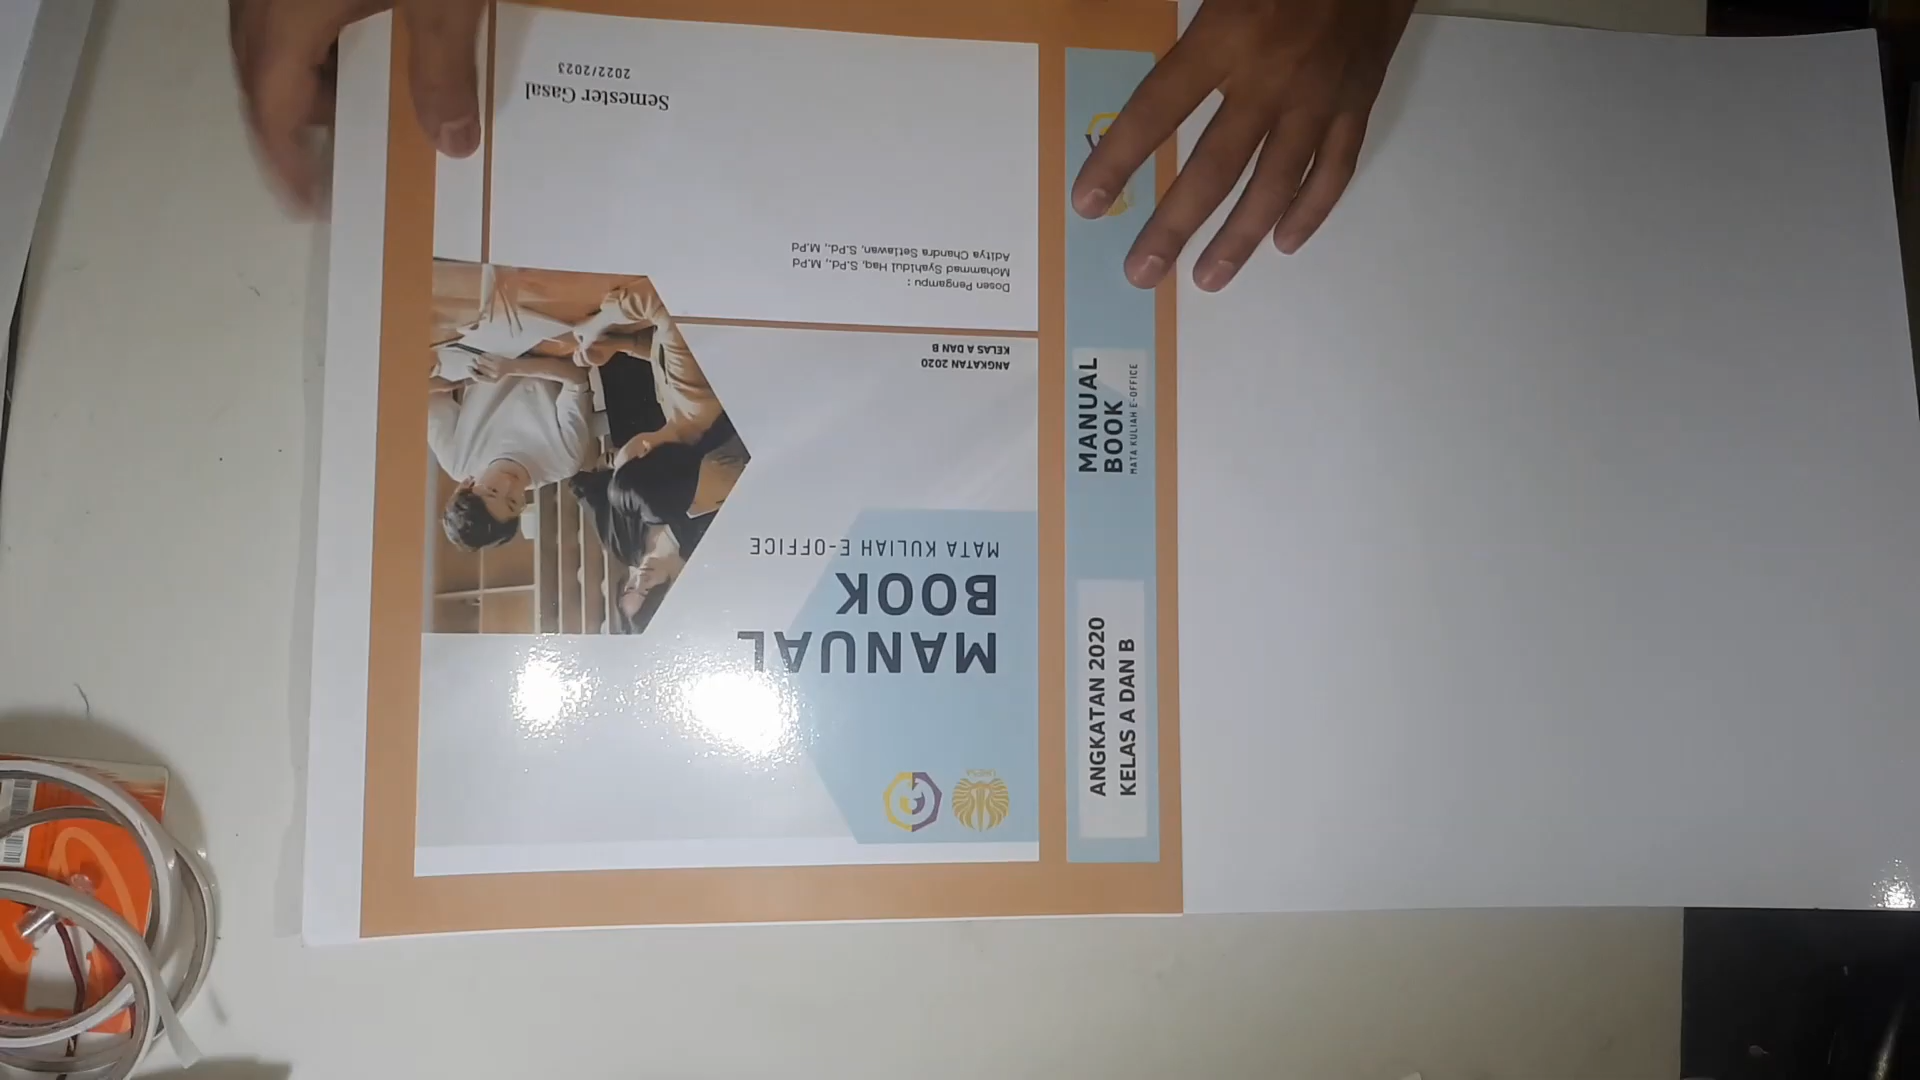 UNESA
MANUAL
BOOK
MATA KULIAH E-OFFICE
ANGKATAN 2020
KELAS A DAN B
Dosen Pengampu :
Mohammad Syahidul Haq, S.Pd., M.Pd
Aditya Chandra Setiawan, S.Pd., M.Pd
Semester Gasal
2022/2023
ANGKATAN 2020
KELAS A DAN B
MANUAL
BOOK
MATA KULIAH E-OFFICE